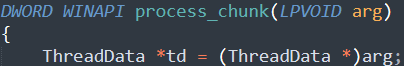 DWORD WINAPI process_chunk(LPVOID arg)
{
    ThreadData *td = (ThreadData *)arg;